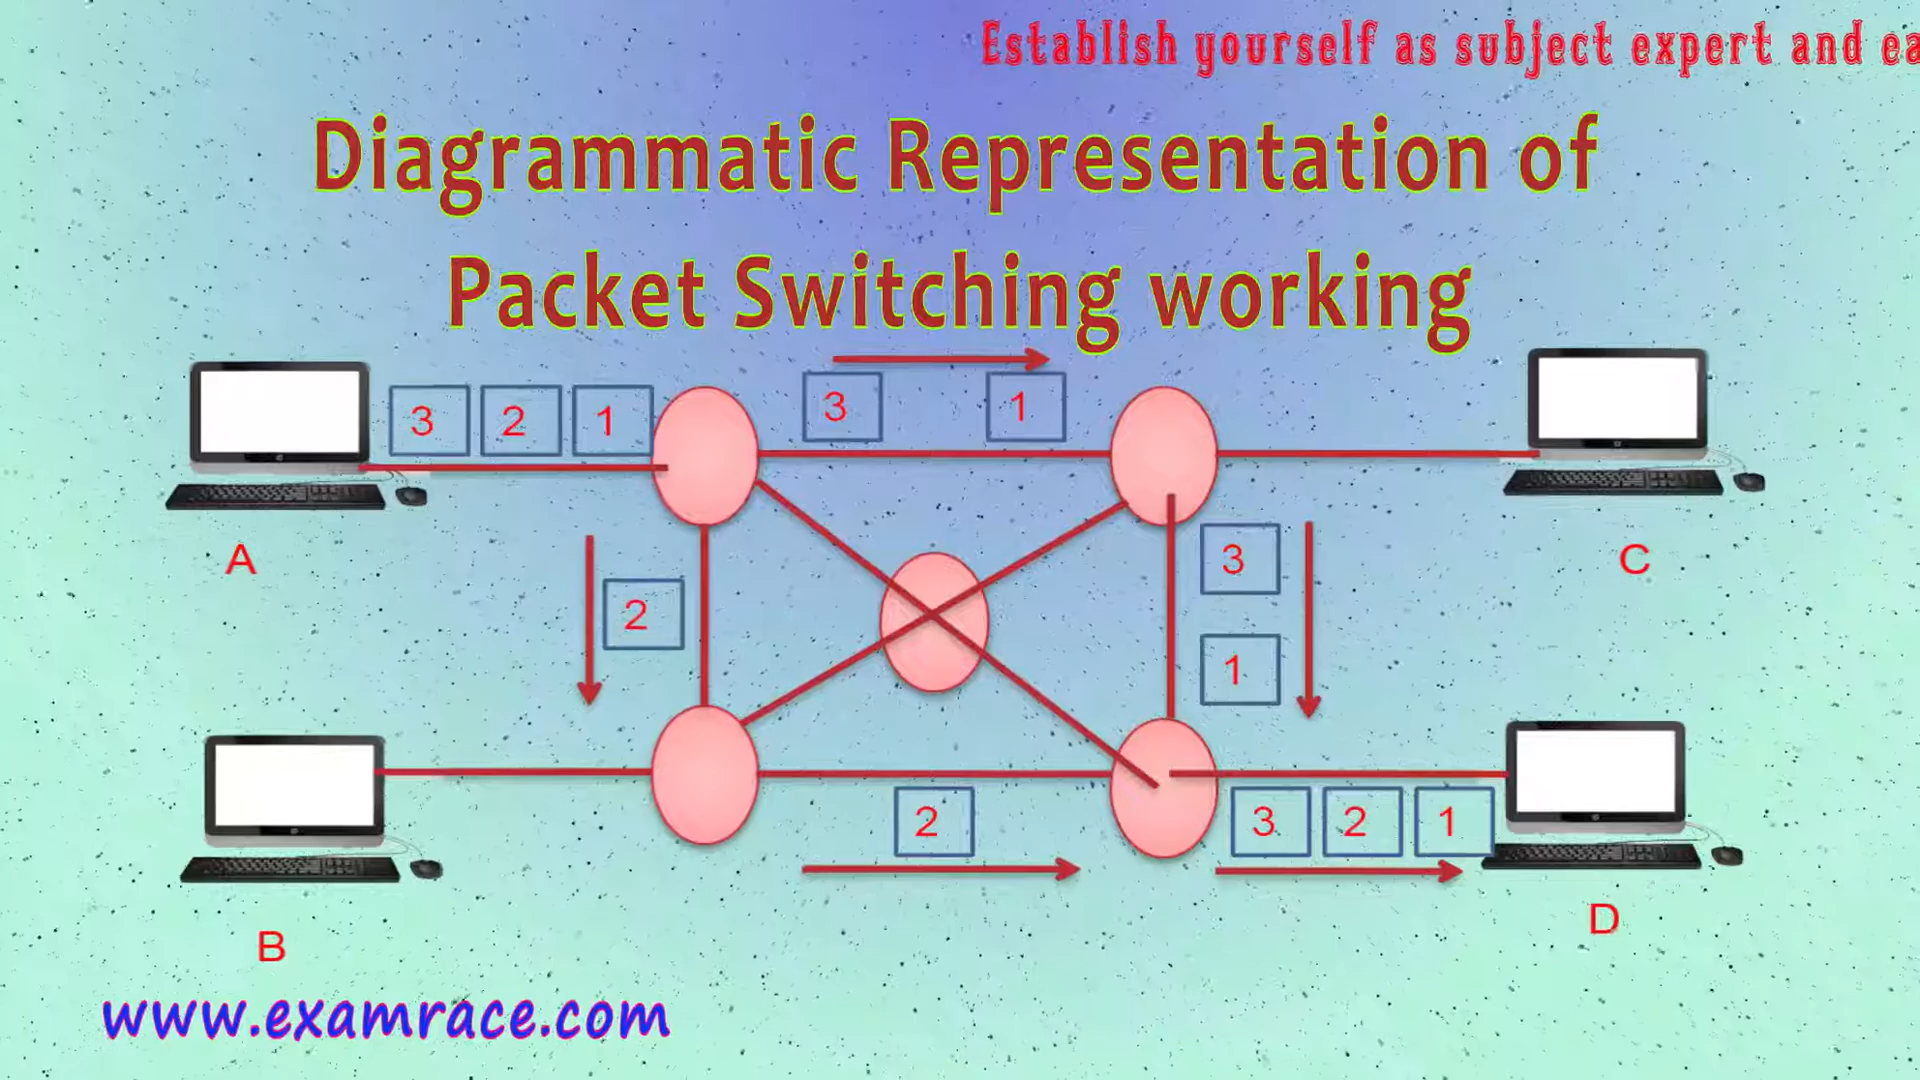 Establish yourself as subject expert and ea
Diagrammatic Representation of
Packet Switching working
3 2 1
3 1
A
C
2
3
1
2
3 2 1
B
D
www.examrace.com